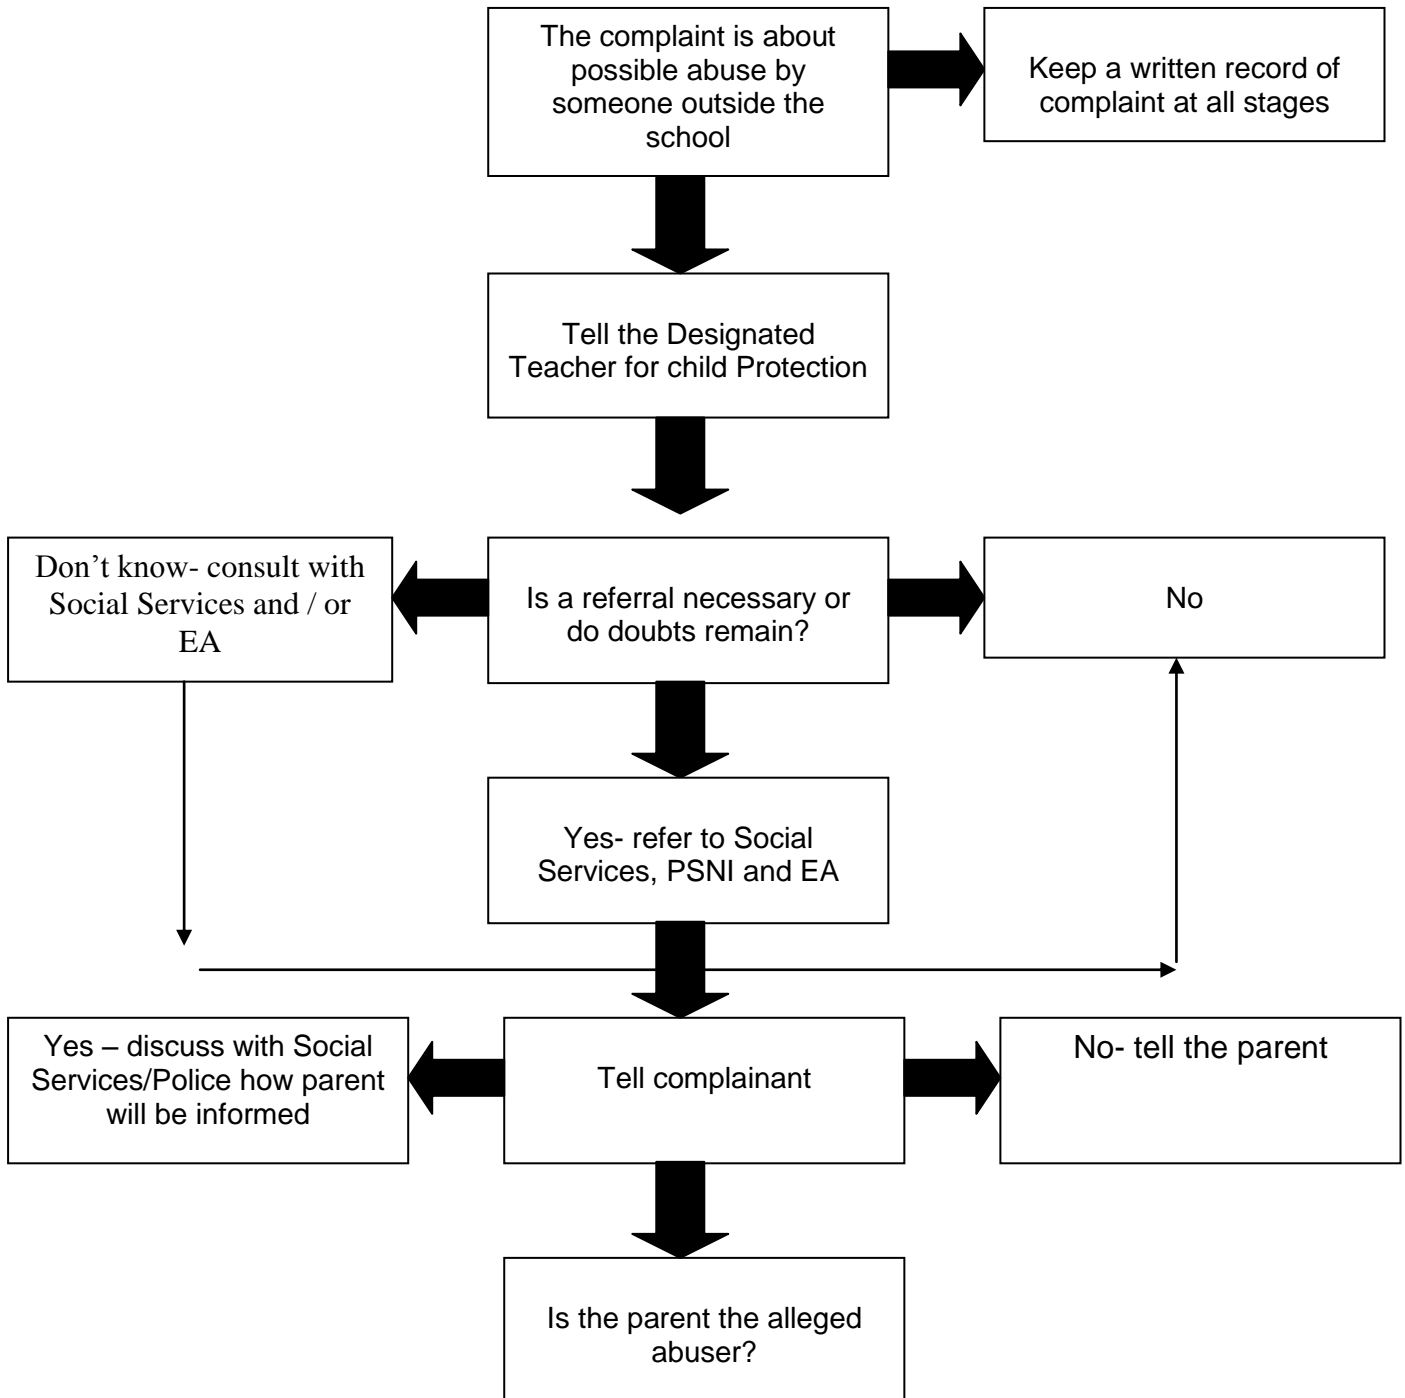 The complaint is about
possible abuse by
someone outside the
school
Keep a written record of
complaint at all stages
Tell the Designated
Teacher for child Protection
Don't know- consult with
Social Services and / or
EA
Is a referral necessary or
do doubts remain?
No
Yes- refer to Social
Services, PSNI and EA
Yes – discuss with Social
Services/Police how parent
will be informed
Tell complainant
No- tell the parent
Is the parent the alleged
abuser?